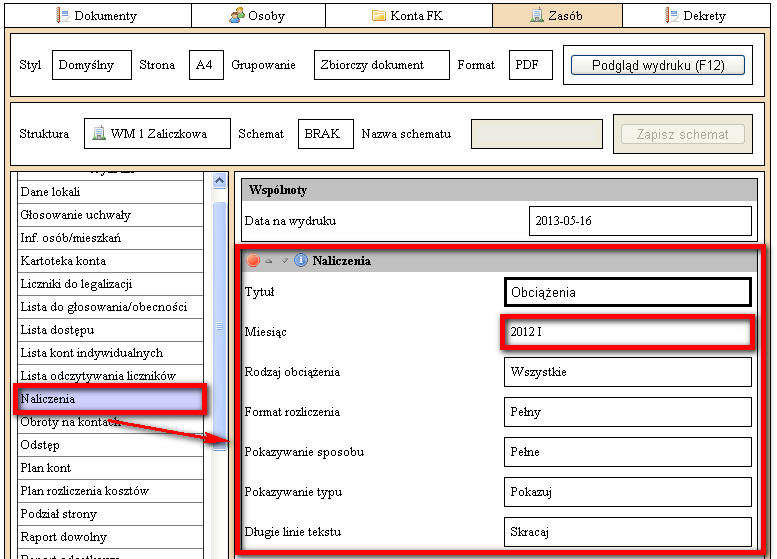 Dokumenty Osoby Konta FK Zasób Dekrety
Styl Domyślny Strona A4 Grupowanie Zbiorczy dokument Format PDF Podgląd wydruku (F12)
Struktura WM 1 Zaliczkowa Schemat BRAK Nazwa schematu Zapisz schemat
Dane lokali
Głosowanie uchwały
Inf. osób/mieszkań
Kartoteka konta
Liczniki do legalizacji
Lista do głosowania/obecności
Lista dostępu
Lista kont indywidualnych
Lista odczytywania liczników
Naliczenia
Obroty na kontach
Odstęp
Plan kont
Plan rozliczenia kosztów
Podział strony
Raport dowolny
Wspólnoty
Data na wydruku 2013-05-16
Naliczenia
Tytuł Obciążenia
Miesiąc 2012 I
Rodzaj obciążenia Wszystkie
Format rozliczenia Pełny
Pokazywanie sposobu Pełne
Pokazywanie typu Pokazuj
Długie linie tekstu Skracaj